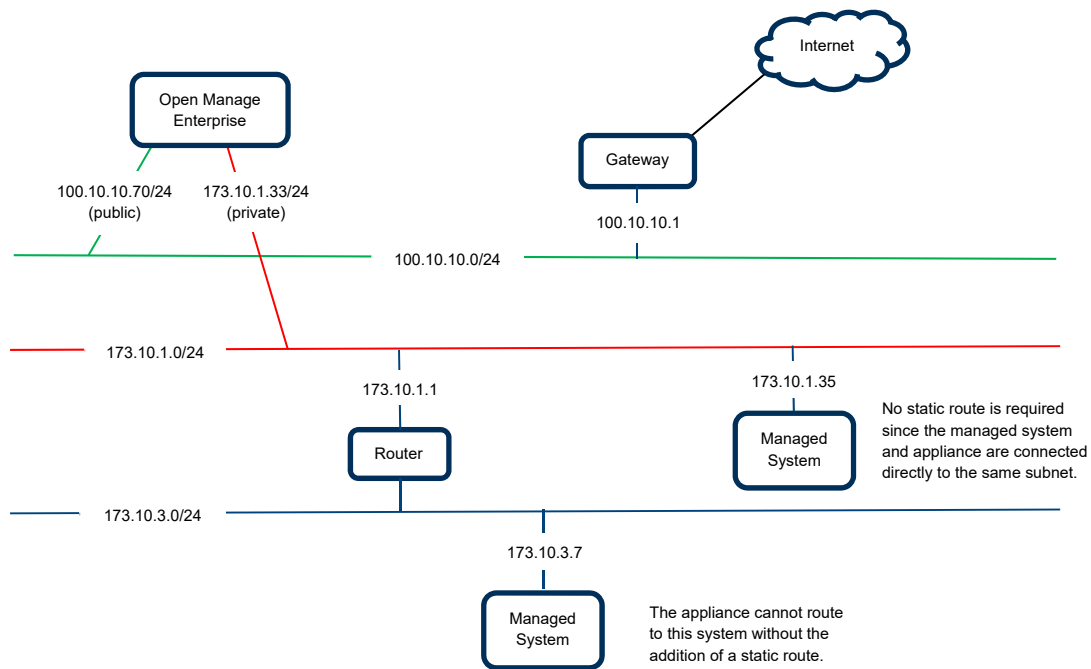 Internet
Open Manage
Enterprise
Gateway
100.10.10.70/24
(public)
173.10.1.33/24
(private)
100.10.10.1
100.10.10.0/24
173.10.1.0/24
173.10.1.1
173.10.1.35
No static route is required
since the managed system
and appliance are connected
directly to the same subnet.
Managed
System
Router
173.10.3.0/24
173.10.3.7
Managed
System
The appliance cannot route
to this system without the
addition of a static route.